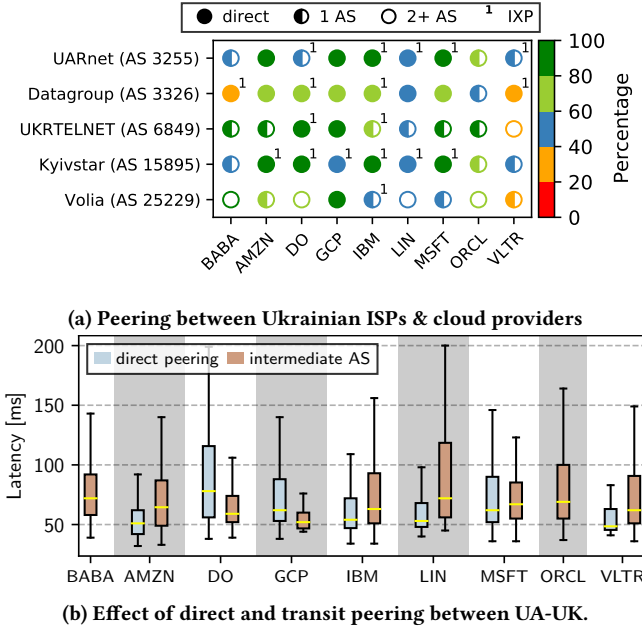 direct 1 AS 2+ AS 1 IXP
UARnet (AS 3255) 1 1 1 1 1 1
Datagroup (AS 3326) 1 1 1 1
UKRTELNET (AS 6849) 1 1 1
Kyivstar (AS 15895) 1 1 1 1 1 1
Volia (AS 25229) 1
BABA AMZN DO GCP IBM LIN MSFT ORCL VLTR
100
80
60
40
20
0
Percentage
(a) Peering between Ukrainian ISPs & cloud providers
direct peering intermediate AS
200
150
100
50
Latency [ms]
BABA AMZN DO GCP IBM LIN MSFT ORCL VLTR
(b) Effect of direct and transit peering between UA-UK.